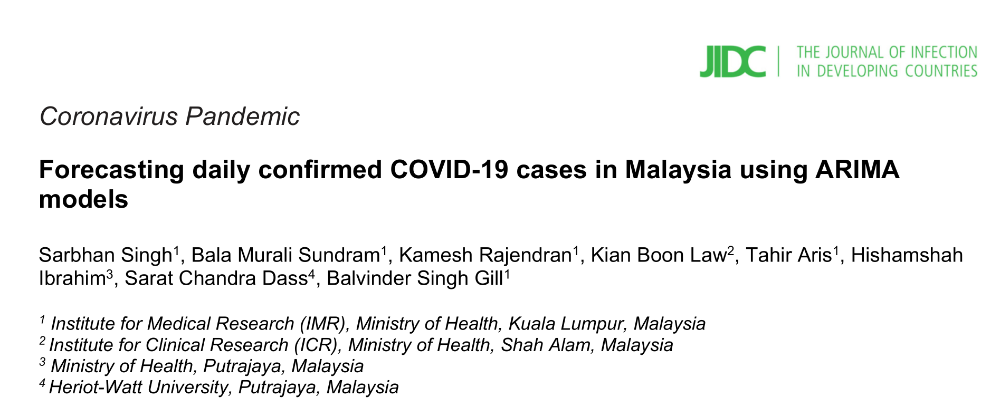 JIDC
THE JOURNAL OF INFECTION
IN DEVELOPING COUNTRIES
Coronavirus Pandemic
Forecasting daily confirmed COVID-19 cases in Malaysia using ARIMA
models
Sarbhan Singh¹, Bala Murali Sundram¹, Kamesh Rajendran¹, Kian Boon Law², Tahir Aris¹, Hishamshah
Ibrahim³, Sarat Chandra Dass⁴, Balvinder Singh Gill¹
¹ Institute for Medical Research (IMR), Ministry of Health, Kuala Lumpur, Malaysia
² Institute for Clinical Research (ICR), Ministry of Health, Shah Alam, Malaysia
³ Ministry of Health, Putrajaya, Malaysia
⁴ Heriot-Watt University, Putrajaya, Malaysia